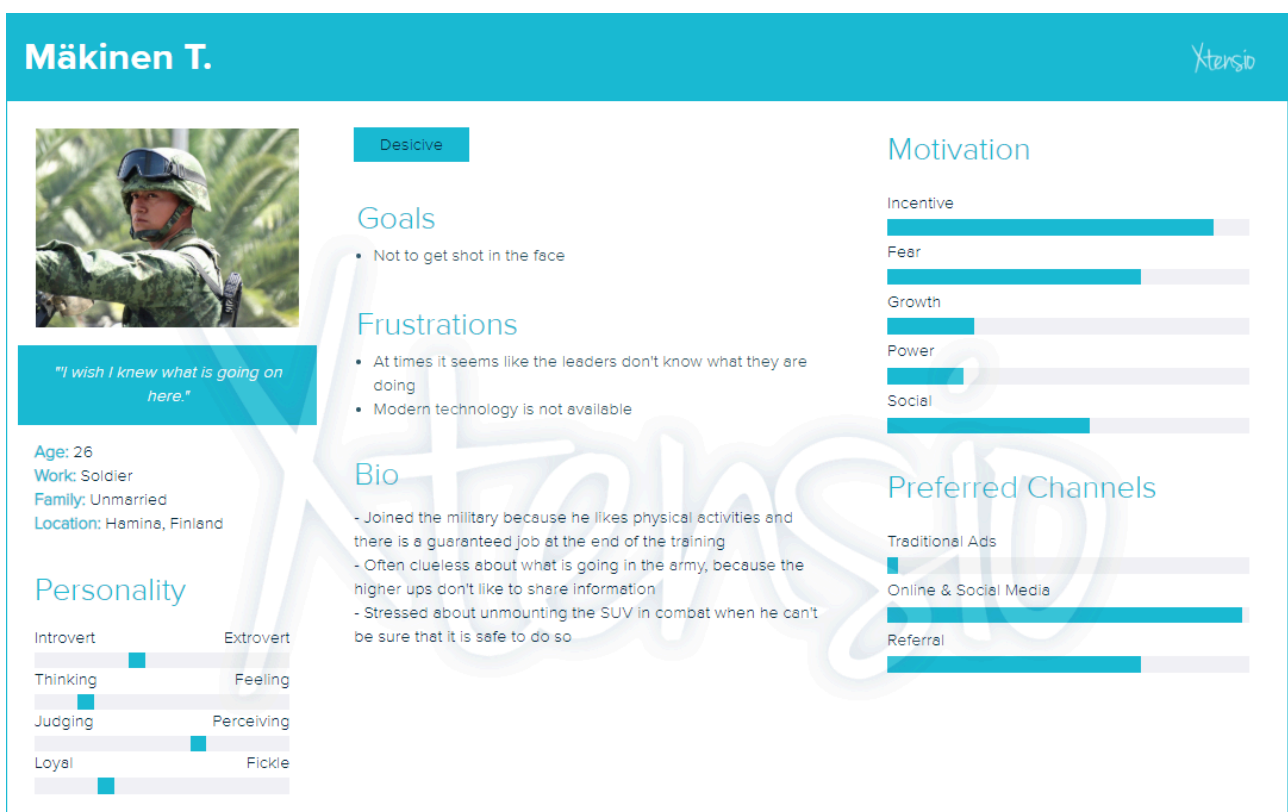 Mäkinen T.
Xtensio
"'I wish I knew what is going on
here."
Age: 26
Work: Soldier
Family: Unmarried
Location: Hamina, Finland
Personality
Introvert Extrovert
Thinking Feeling
Judging Perceiving
Loyal Fickle
Desicive
Goals
• Not to get shot in the face
Frustrations
• At times it seems like the leaders don't know what they are
doing
• Modern technology is not available
Bio
- Joined the military because he likes physical activities and
there is a guaranteed job at the end of the training
- Often clueless about what is going in the army, because the
higher ups don't like to share information
- Stressed about unmounting the SUV in combat when he can't
be sure that it is safe to do so
Motivation
Incentive
Fear
Growth
Power
Social
Preferred Channels
Traditional Ads
Online & Social Media
Referral
Xtensio